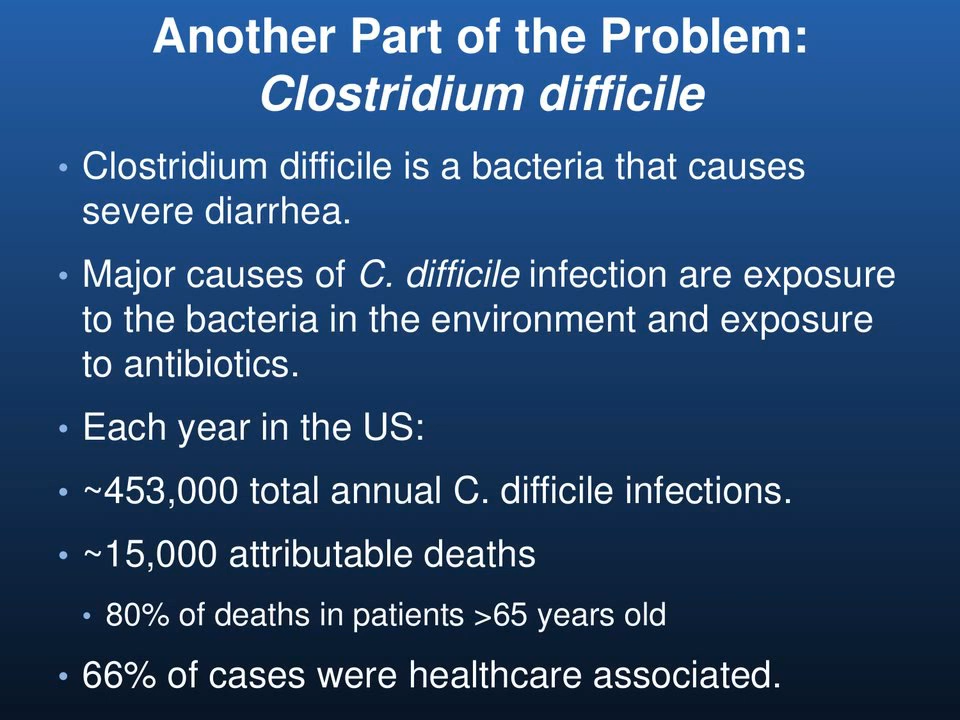 Another Part of the Problem:
Clostridium difficile
• Clostridium difficile is a bacteria that causes
severe diarrhea.
• Major causes of C. difficile infection are exposure
to the bacteria in the environment and exposure
to antibiotics.
• Each year in the US:
• ~453,000 total annual C. difficile infections.
• ~15,000 attributable deaths
• 80% of deaths in patients >65 years old
• 66% of cases were healthcare associated.